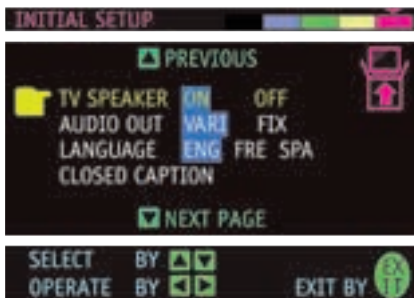 INITIAL SETUP
PREVIOUS
TV SPEAKER ON OFF
AUDIO OUT VARI FIX
LANGUAGE ENG FRE SPA
CLOSED CAPTION
NEXT PAGE
SELECT BY
OPERATE BY EXIT BY EXIT